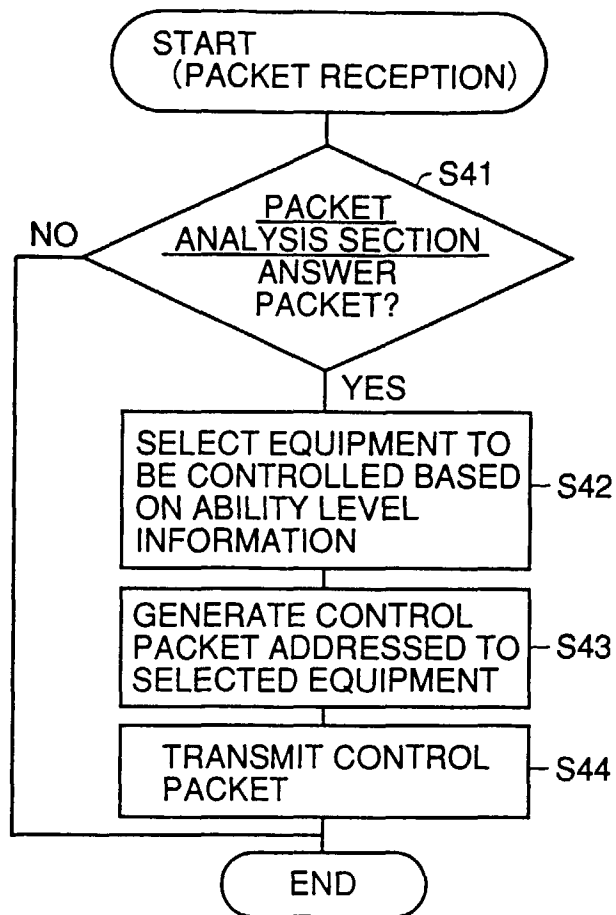 START
(PACKET RECEPTION)
S41
PACKET
ANALYSIS SECTION
ANSWER
PACKET?
NO
YES
SELECT EQUIPMENT TO
BE CONTROLLED BASED
ON ABILITY LEVEL
INFORMATION
S42
GENERATE CONTROL
PACKET ADDRESSED TO
SELECTED EQUIPMENT
S43
TRANSMIT CONTROL
PACKET
S44
END